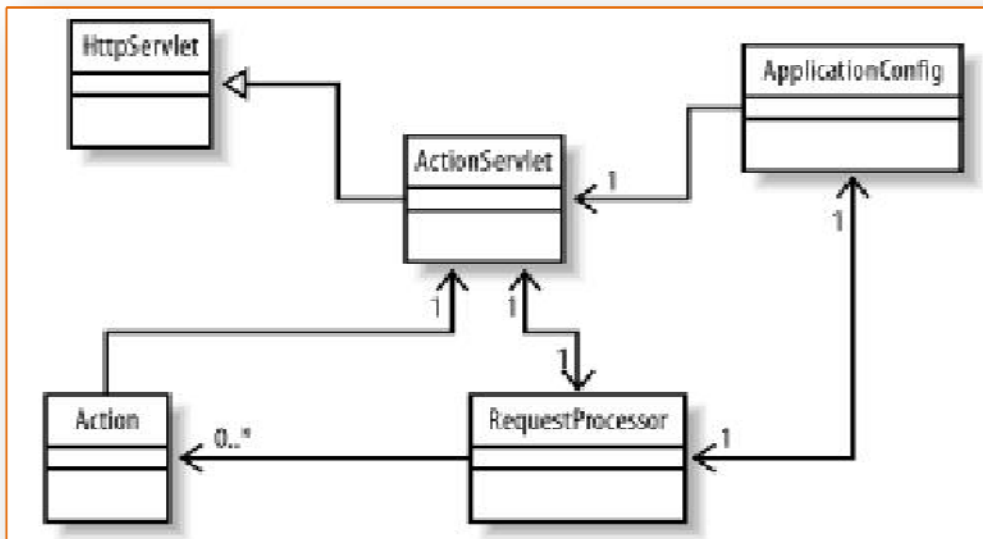 HttpServlet
ApplicationConfig
ActionServlet
1
1
1
1
1
Action
0..*
RequestProcessor
1